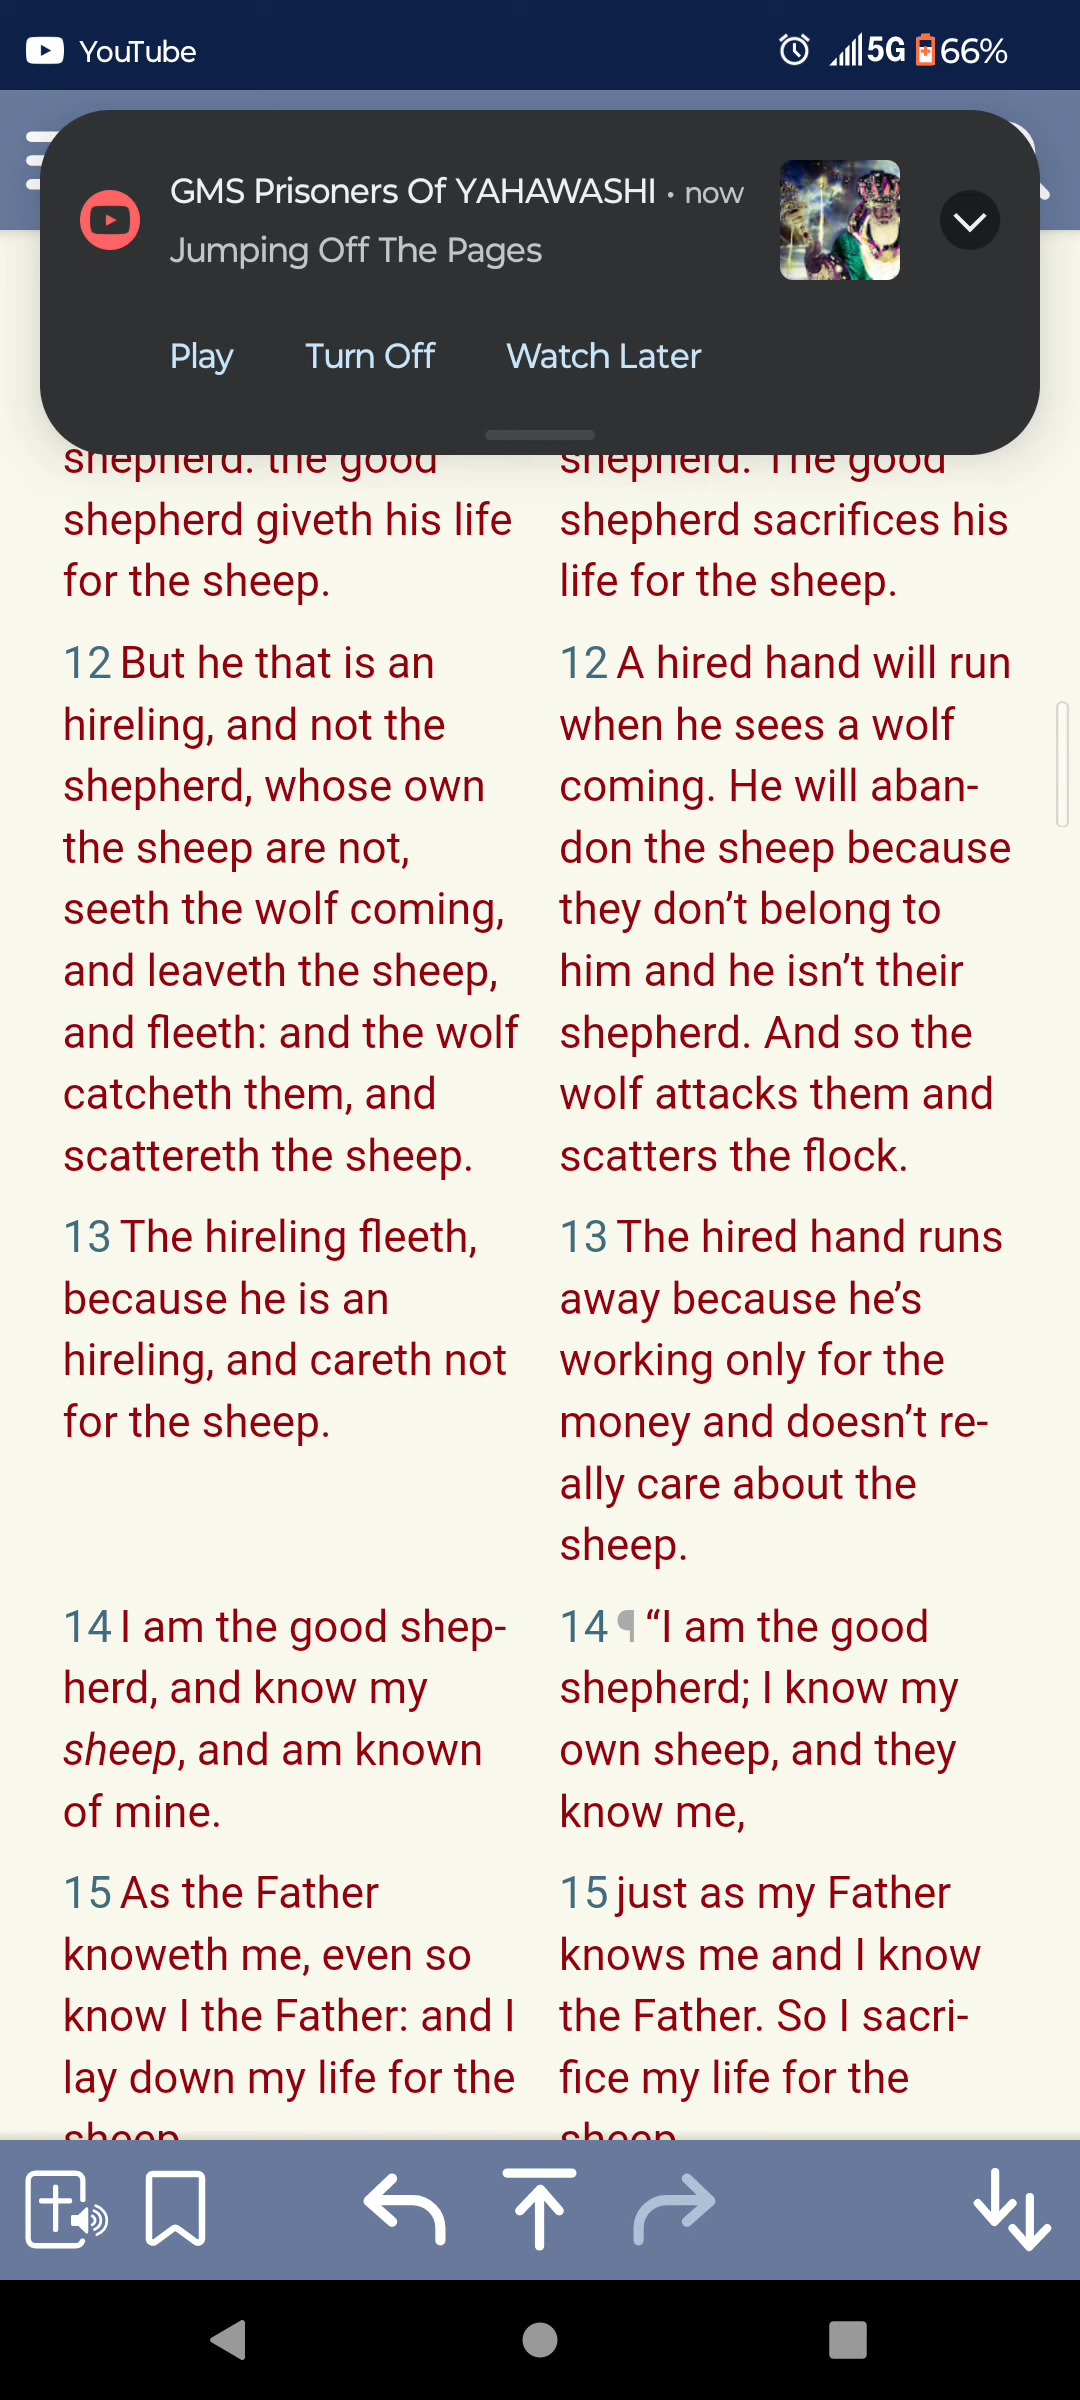 YouTube
5G 66%
GMS Prisoners Of YAHAWASHI • now
Jumping Off The Pages
Play Turn Off Watch Later
shepherd: the good
shepherd giveth his life
for the sheep.
12 But he that is an
hireling, and not the
shepherd, whose own
the sheep are not,
seeth the wolf coming,
and leaveth the sheep,
and fleeth: and the wolf
catcheth them, and
scattereth the sheep.
13 The hireling fleeth,
because he is an
hireling, and careth not
for the sheep.
14 I am the good shep-
herd, and know my
sheep, and am known
of mine.
15 As the Father
knoweth me, even so
know I the Father: and I
lay down my life for the
sheep
shepherd. The good
shepherd sacrifices his
life for the sheep.
12 A hired hand will run
when he sees a wolf
coming. He will aban-
don the sheep because
they don’t belong to
him and he isn’t their
shepherd. And so the
wolf attacks them and
scatters the flock.
13 The hired hand runs
away because he’s
working only for the
money and doesn’t re-
ally care about the
sheep.
14 ¶ “I am the good
shepherd; I know my
own sheep, and they
know me,
15 just as my Father
knows me and I know
the Father. So I sacri-
fice my life for the
sheep